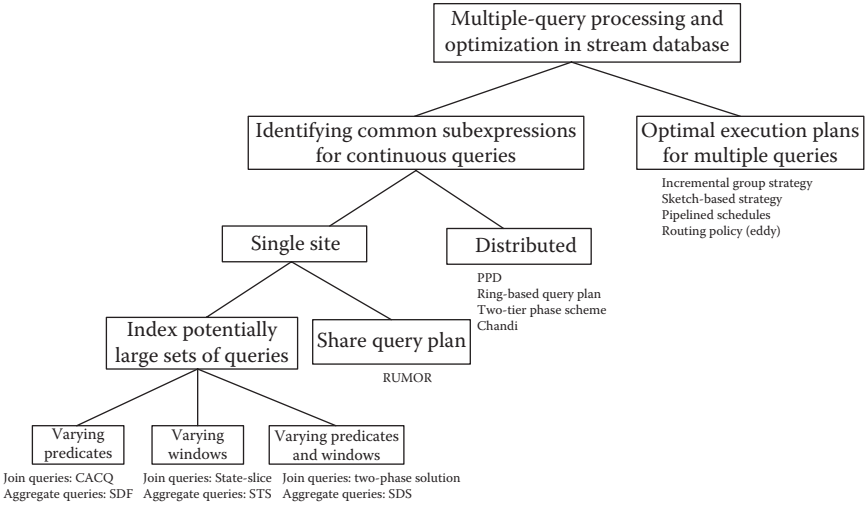 Multiple-query processing and
optimization in stream database
Identifying common subexpressions
for continuous queries
Optimal execution plans
for multiple queries
Incremental group strategy
Sketch-based strategy
Pipelined schedules
Routing policy (eddy)
Single site
Distributed
PPD
Ring-based query plan
Two-tier phase scheme
Chandi
Index potentially
large sets of queries
Share query plan
RUMOR
Varying
predicates
Varying
windows
Varying predicates
and windows
Join queries: CACQ
Aggregate queries: SDF
Join queries: State-slice
Aggregate queries: STS
Join queries: two-phase solution
Aggregate queries: SDS